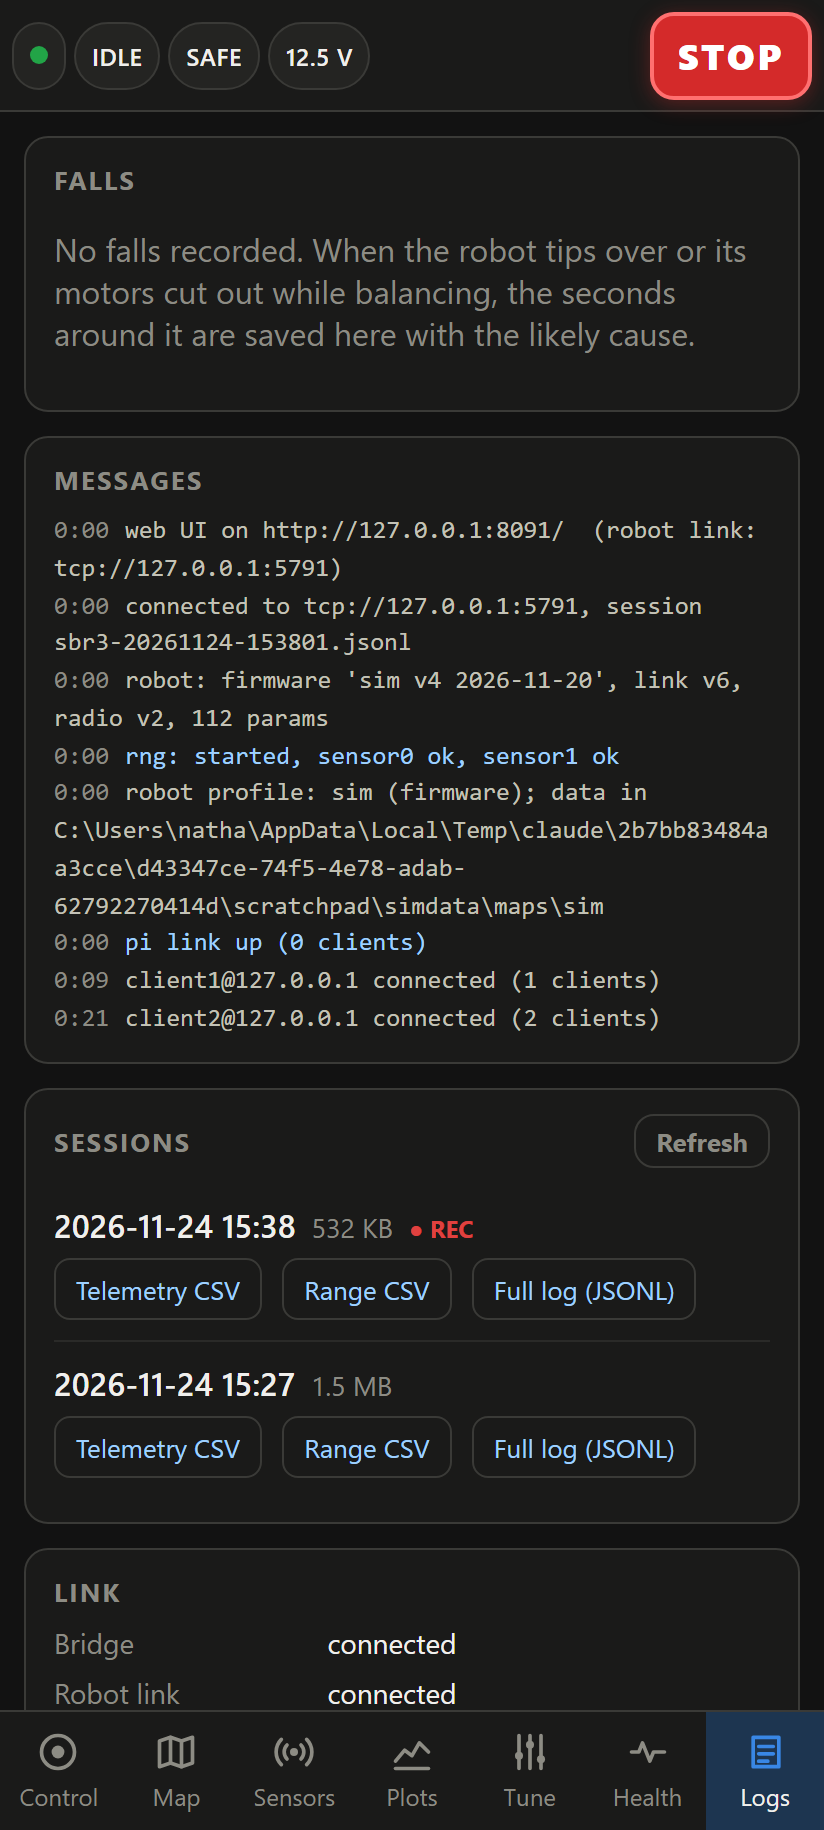 IDLE SAFE 12.5 V STOP
FALLS
No falls recorded. When the robot tips over or its
motors cut out while balancing, the seconds
around it are saved here with the likely cause.
MESSAGES
0:00 web UI on http://127.0.0.1:8091/  (robot link:
tcp://127.0.0.1:5791)
0:00 connected to tcp://127.0.0.1:5791, session
sbr3-20261124-153801.jsonl
0:00 robot: firmware 'sim v4 2026-11-20', link v6,
radio v2, 112 params
0:00 rng: started, sensor0 ok, sensor1 ok
0:00 robot profile: sim (firmware); data in
C:\Users\natha\AppData\Local\Temp\claude\2b7bb83484a
a3cce\d43347ce-74f5-4e78-adab-
62792270414d\scratchpad\simdata\maps\sim
0:00 pi link up (0 clients)
0:09 client1@127.0.0.1 connected (1 clients)
0:21 client2@127.0.0.1 connected (2 clients)
SESSIONS Refresh
2026-11-24 15:38 532 KB ● REC
Telemetry CSV Range CSV Full log (JSONL)
2026-11-24 15:27 1.5 MB
Telemetry CSV Range CSV Full log (JSONL)
LINK
Bridge connected
Robot link connected
Control Map Sensors Plots Tune Health Logs